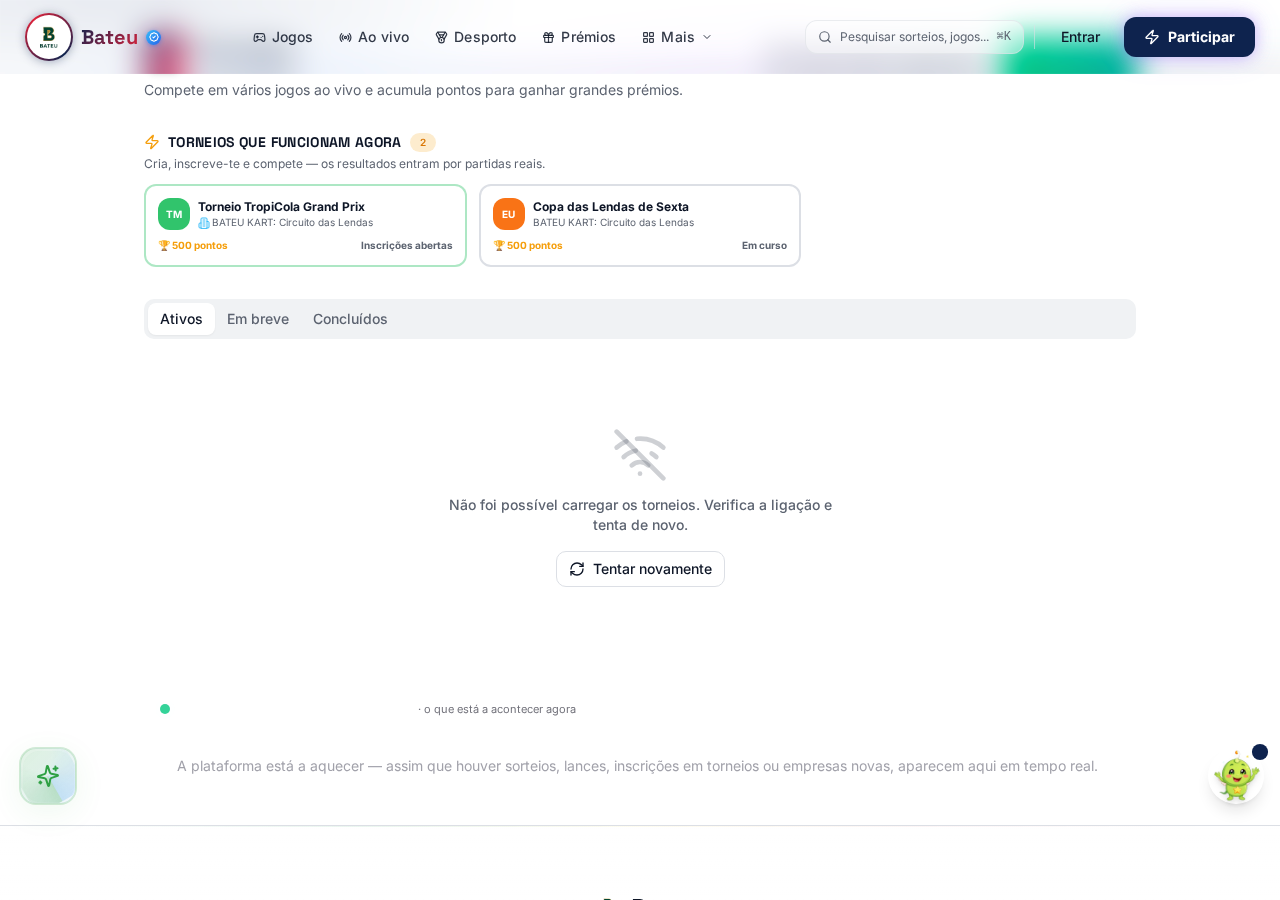 B
BATEU
Bateu
Jogos
Ao vivo
Desporto
Prémios
Mais
Pesquisar sorteios, jogos... ⌘K
Entrar
Participar
Compete em vários jogos ao vivo e acumula pontos para ganhar grandes prémios.
TORNEIOS QUE FUNCIONAM AGORA 2
Cria, inscreve-te e compete — os resultados entram por partidas reais.
TM
Torneio TropiCola Grand Prix
BATEU KART: Circuito das Lendas
500 pontos
Inscrições abertas
EU
Copa das Lendas de Sexta
BATEU KART: Circuito das Lendas
500 pontos
Em curso
Ativos
Em breve
Concluídos
Não foi possível carregar os torneios. Verifica a ligação e
tenta de novo.
Tentar novamente
· o que está a acontecer agora
A plataforma está a aquecer — assim que houver sorteios, lances, inscrições em torneios ou empresas novas, aparecem aqui em tempo real.